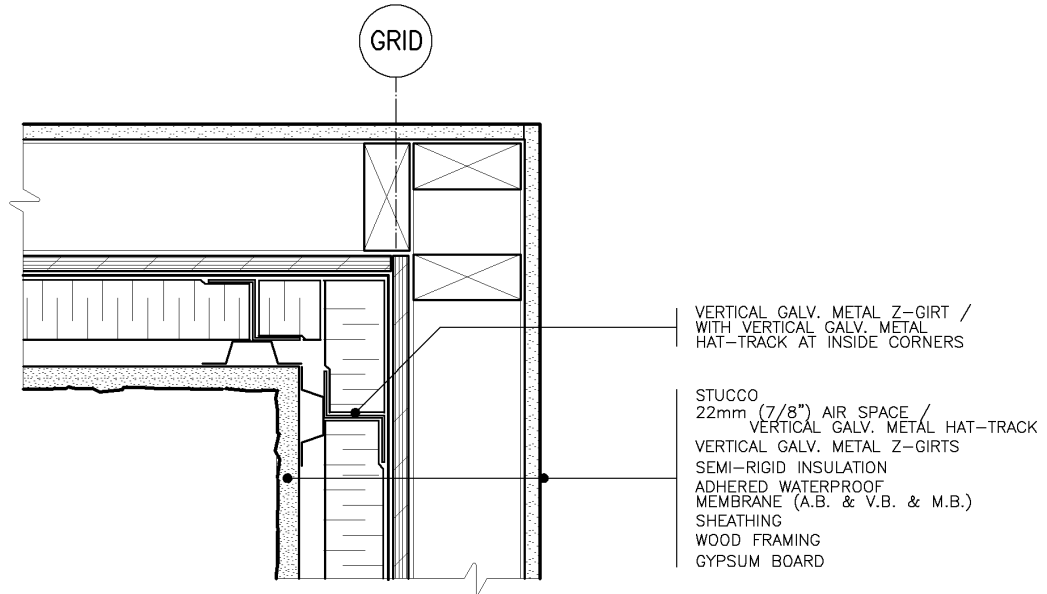 GRID
VERTICAL GALV. METAL Z-GIRT /
WITH VERTICAL GALV. METAL
HAT-TRACK AT INSIDE CORNERS
STUCCO
22mm (7/8") AIR SPACE /
VERTICAL GALV. METAL HAT-TRACK
VERTICAL GALV. METAL Z-GIRTS
SEMI-RIGID INSULATION
ADHERED WATERPROOF
MEMBRANE (A.B. & V.B. & M.B.)
SHEATHING
WOOD FRAMING
GYPSUM BOARD